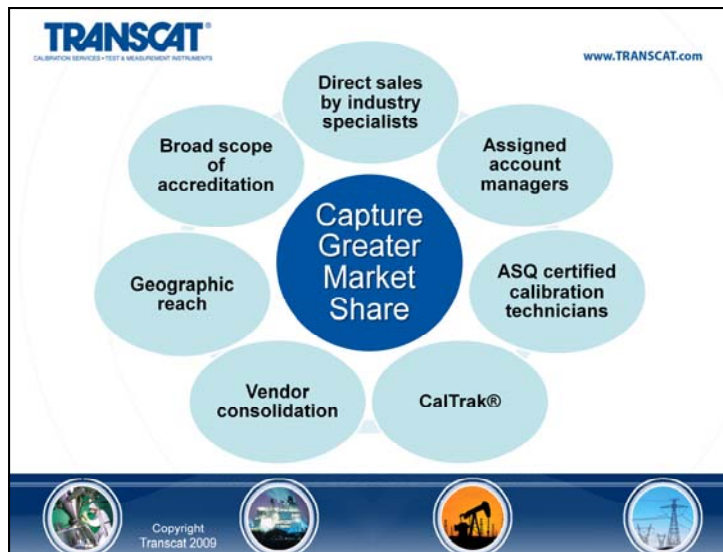 TRANSCAT®
CALIBRATION SERVICES • TEST & MEASUREMENT INSTRUMENTS
www.TRANSCAT.com
Direct sales
by industry
specialists
Assigned
account
managers
ASQ certified
calibration
technicians
CalTrak®
Vendor
consolidation
Geographic
reach
Broad scope
of
accreditation
Capture
Greater
Market
Share
Copyright
Transcat 2009